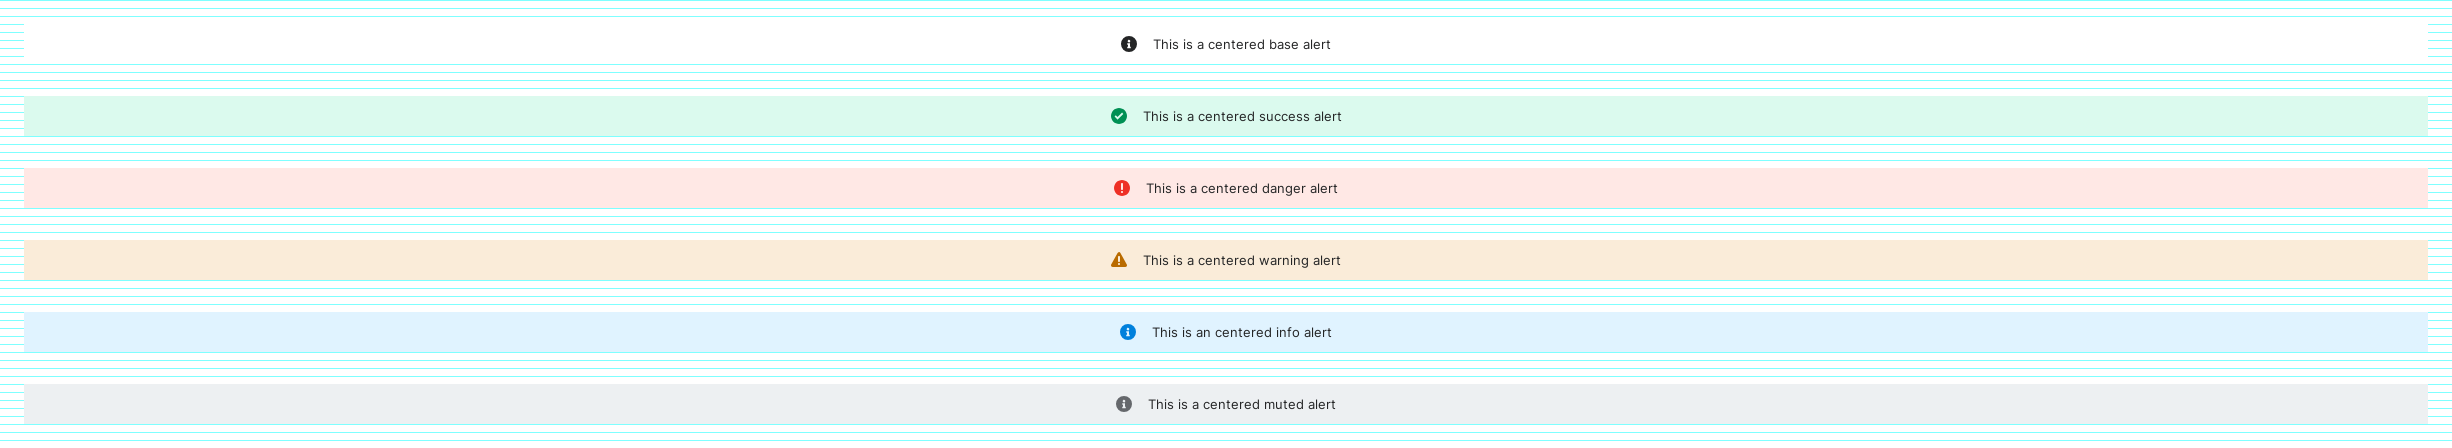 This is a centered base alert
This is a centered success alert
This is a centered danger alert
This is a centered warning alert
This is an centered info alert
This is a centered muted alert